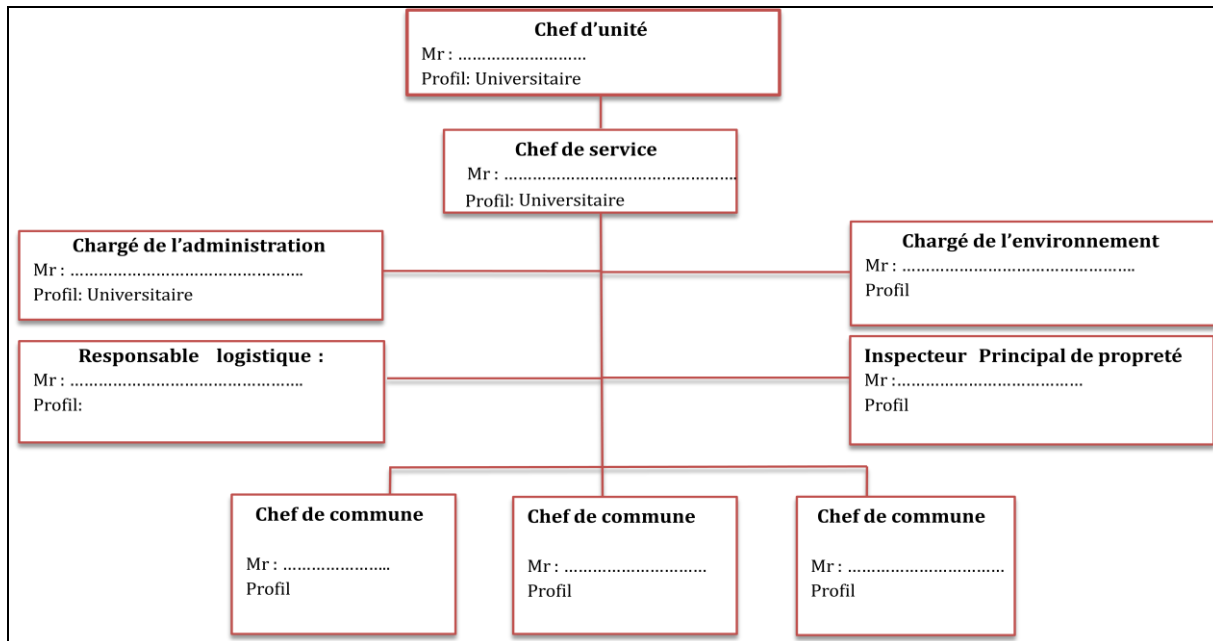 Chef d’unité
Mr : ………………………
Profil: Universitaire
Chef de service
Mr : ……………………………………….
Profil: Universitaire
Chargé de l’administration
Mr : ……………………………………….
Profil: Universitaire
Chargé de l’environnement
Mr : ……………………………………….
Profil
Responsable logistique :
Mr : ……………………………………….
Profil:
Inspecteur Principal de propreté
Mr :………………………………
Profil
Chef de commune
Mr : …………………..
Profil
Chef de commune
Mr : ………………………
Profil
Chef de commune
Mr : …………………………
Profil